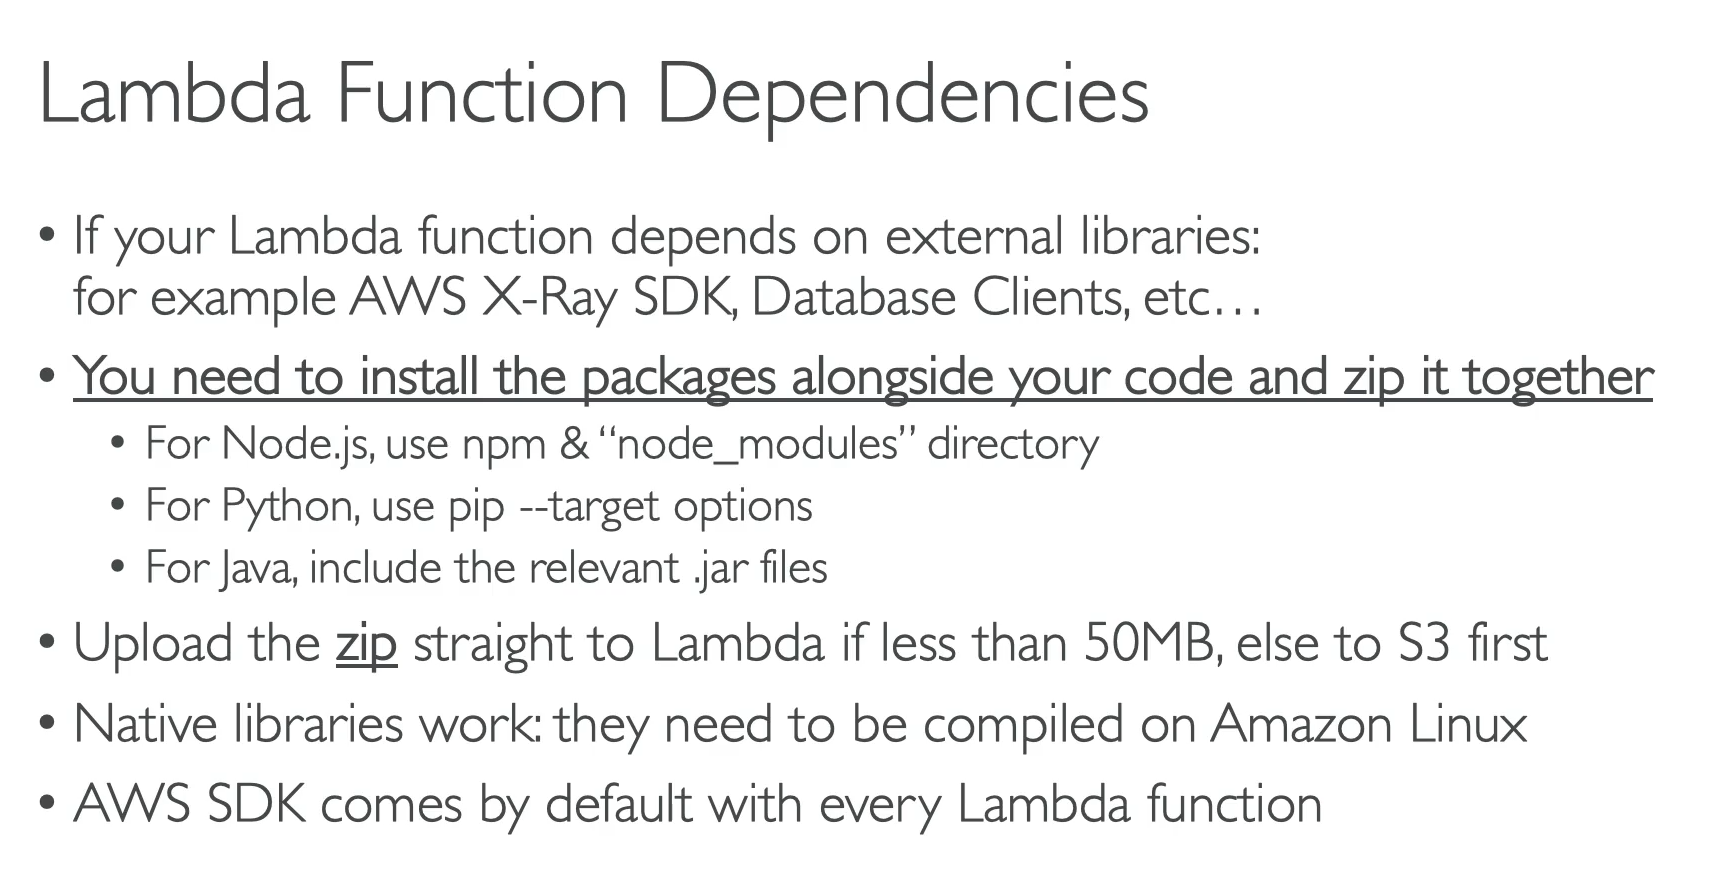 Lambda Function Dependencies
• If your Lambda function depends on external libraries:
for example AWS X-Ray SDK, Database Clients, etc…
• You need to install the packages alongside your code and zip it together
• For Node.js, use npm & “node_modules” directory
• For Python, use pip --target options
• For Java, include the relevant .jar files
• Upload the zip straight to Lambda if less than 50MB, else to S3 first
• Native libraries work: they need to be compiled on Amazon Linux
• AWS SDK comes by default with every Lambda function